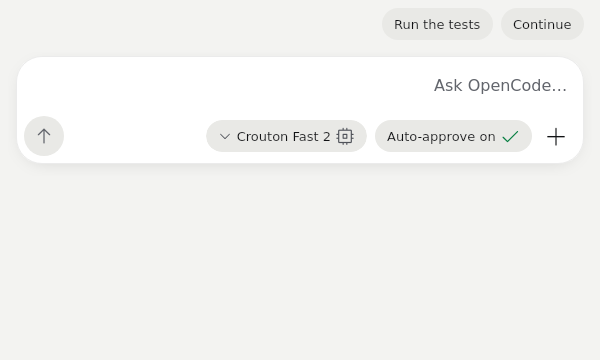 Run the tests
Continue
Ask OpenCode...
Crouton Fast 2
Auto-approve on